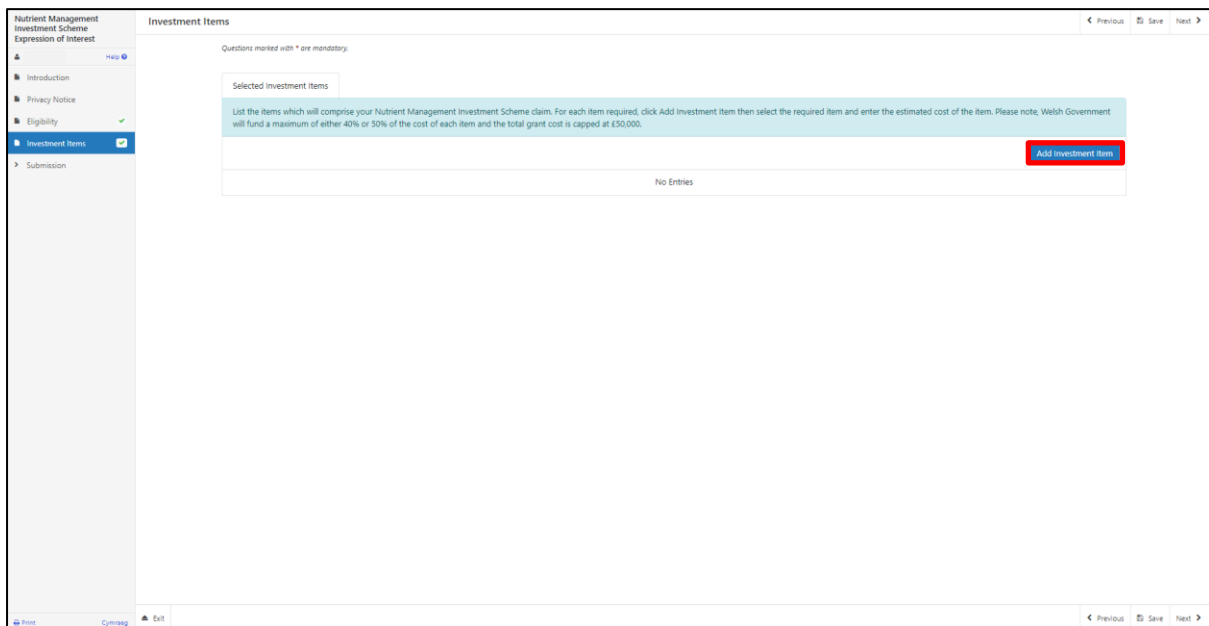 Nutrient Management
Investment Scheme
Expression of Interest
Help
Introduction
Privacy Notice
Eligibility
Investment Items
Submission
Print
Cymraeg
Investment Items
Previous
Save
Next
Questions marked with * are mandatory.
Selected Investment Items
List the items which will comprise your Nutrient Management Investment Scheme claim. For each item required, click Add Investment Item then select the required item and enter the estimated cost of the item. Please note, Welsh Government
will fund a maximum of either 40% or 50% of the cost of each item and the total grant cost is capped at £50,000.
Add Investment Item
No Entries
Exit
Previous
Save
Next